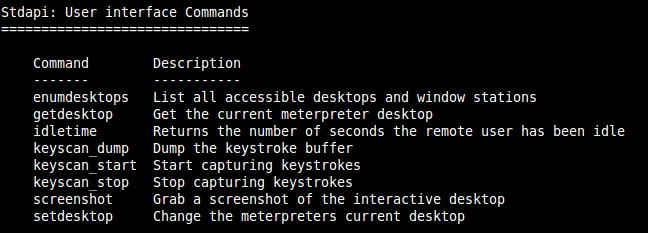 Stdapi: User interface Commands
===============================
Command        Description
-------        -----------
enumdesktops   List all accessible desktops and window stations
getdesktop     Get the current meterpreter desktop
idletime       Returns the number of seconds the remote user has been idle
keyscan_dump   Dump the keystroke buffer
keyscan_start  Start capturing keystrokes
keyscan_stop   Stop capturing keystrokes
screenshot     Grab a screenshot of the interactive desktop
setdesktop     Change the meterpreters current desktop